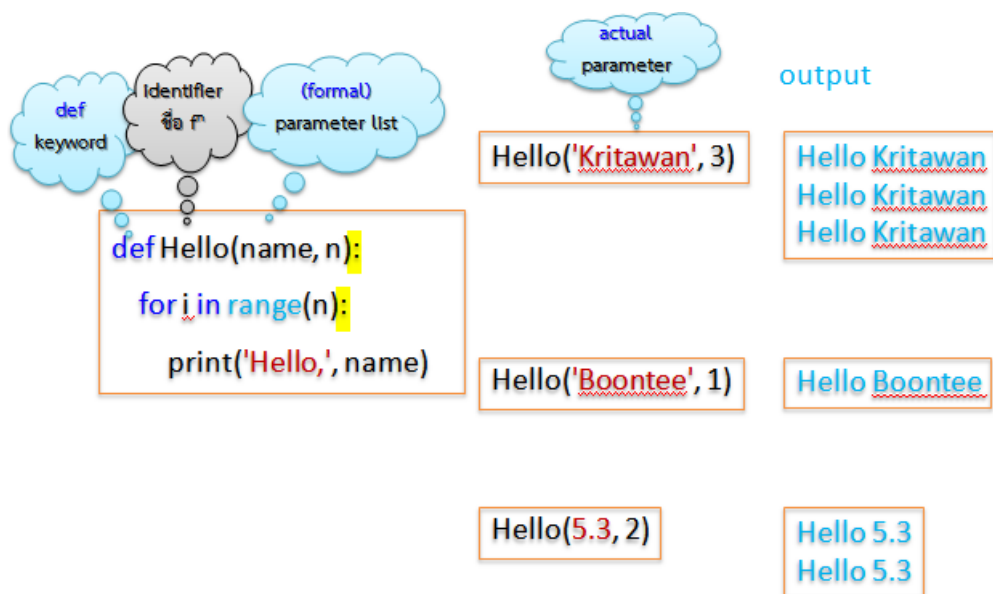 def
keyword
identifier
ชื่อ f
(formal)
parameter list
actual
parameter
output
def Hello(name, n):
for i in range(n):
print('Hello,', name)
Hello('Kritawan', 3)
Hello Kritawan
Hello Kritawan
Hello Kritawan
Hello('Boontee', 1)
Hello Boontee
Hello(5.3, 2)
Hello 5.3
Hello 5.3